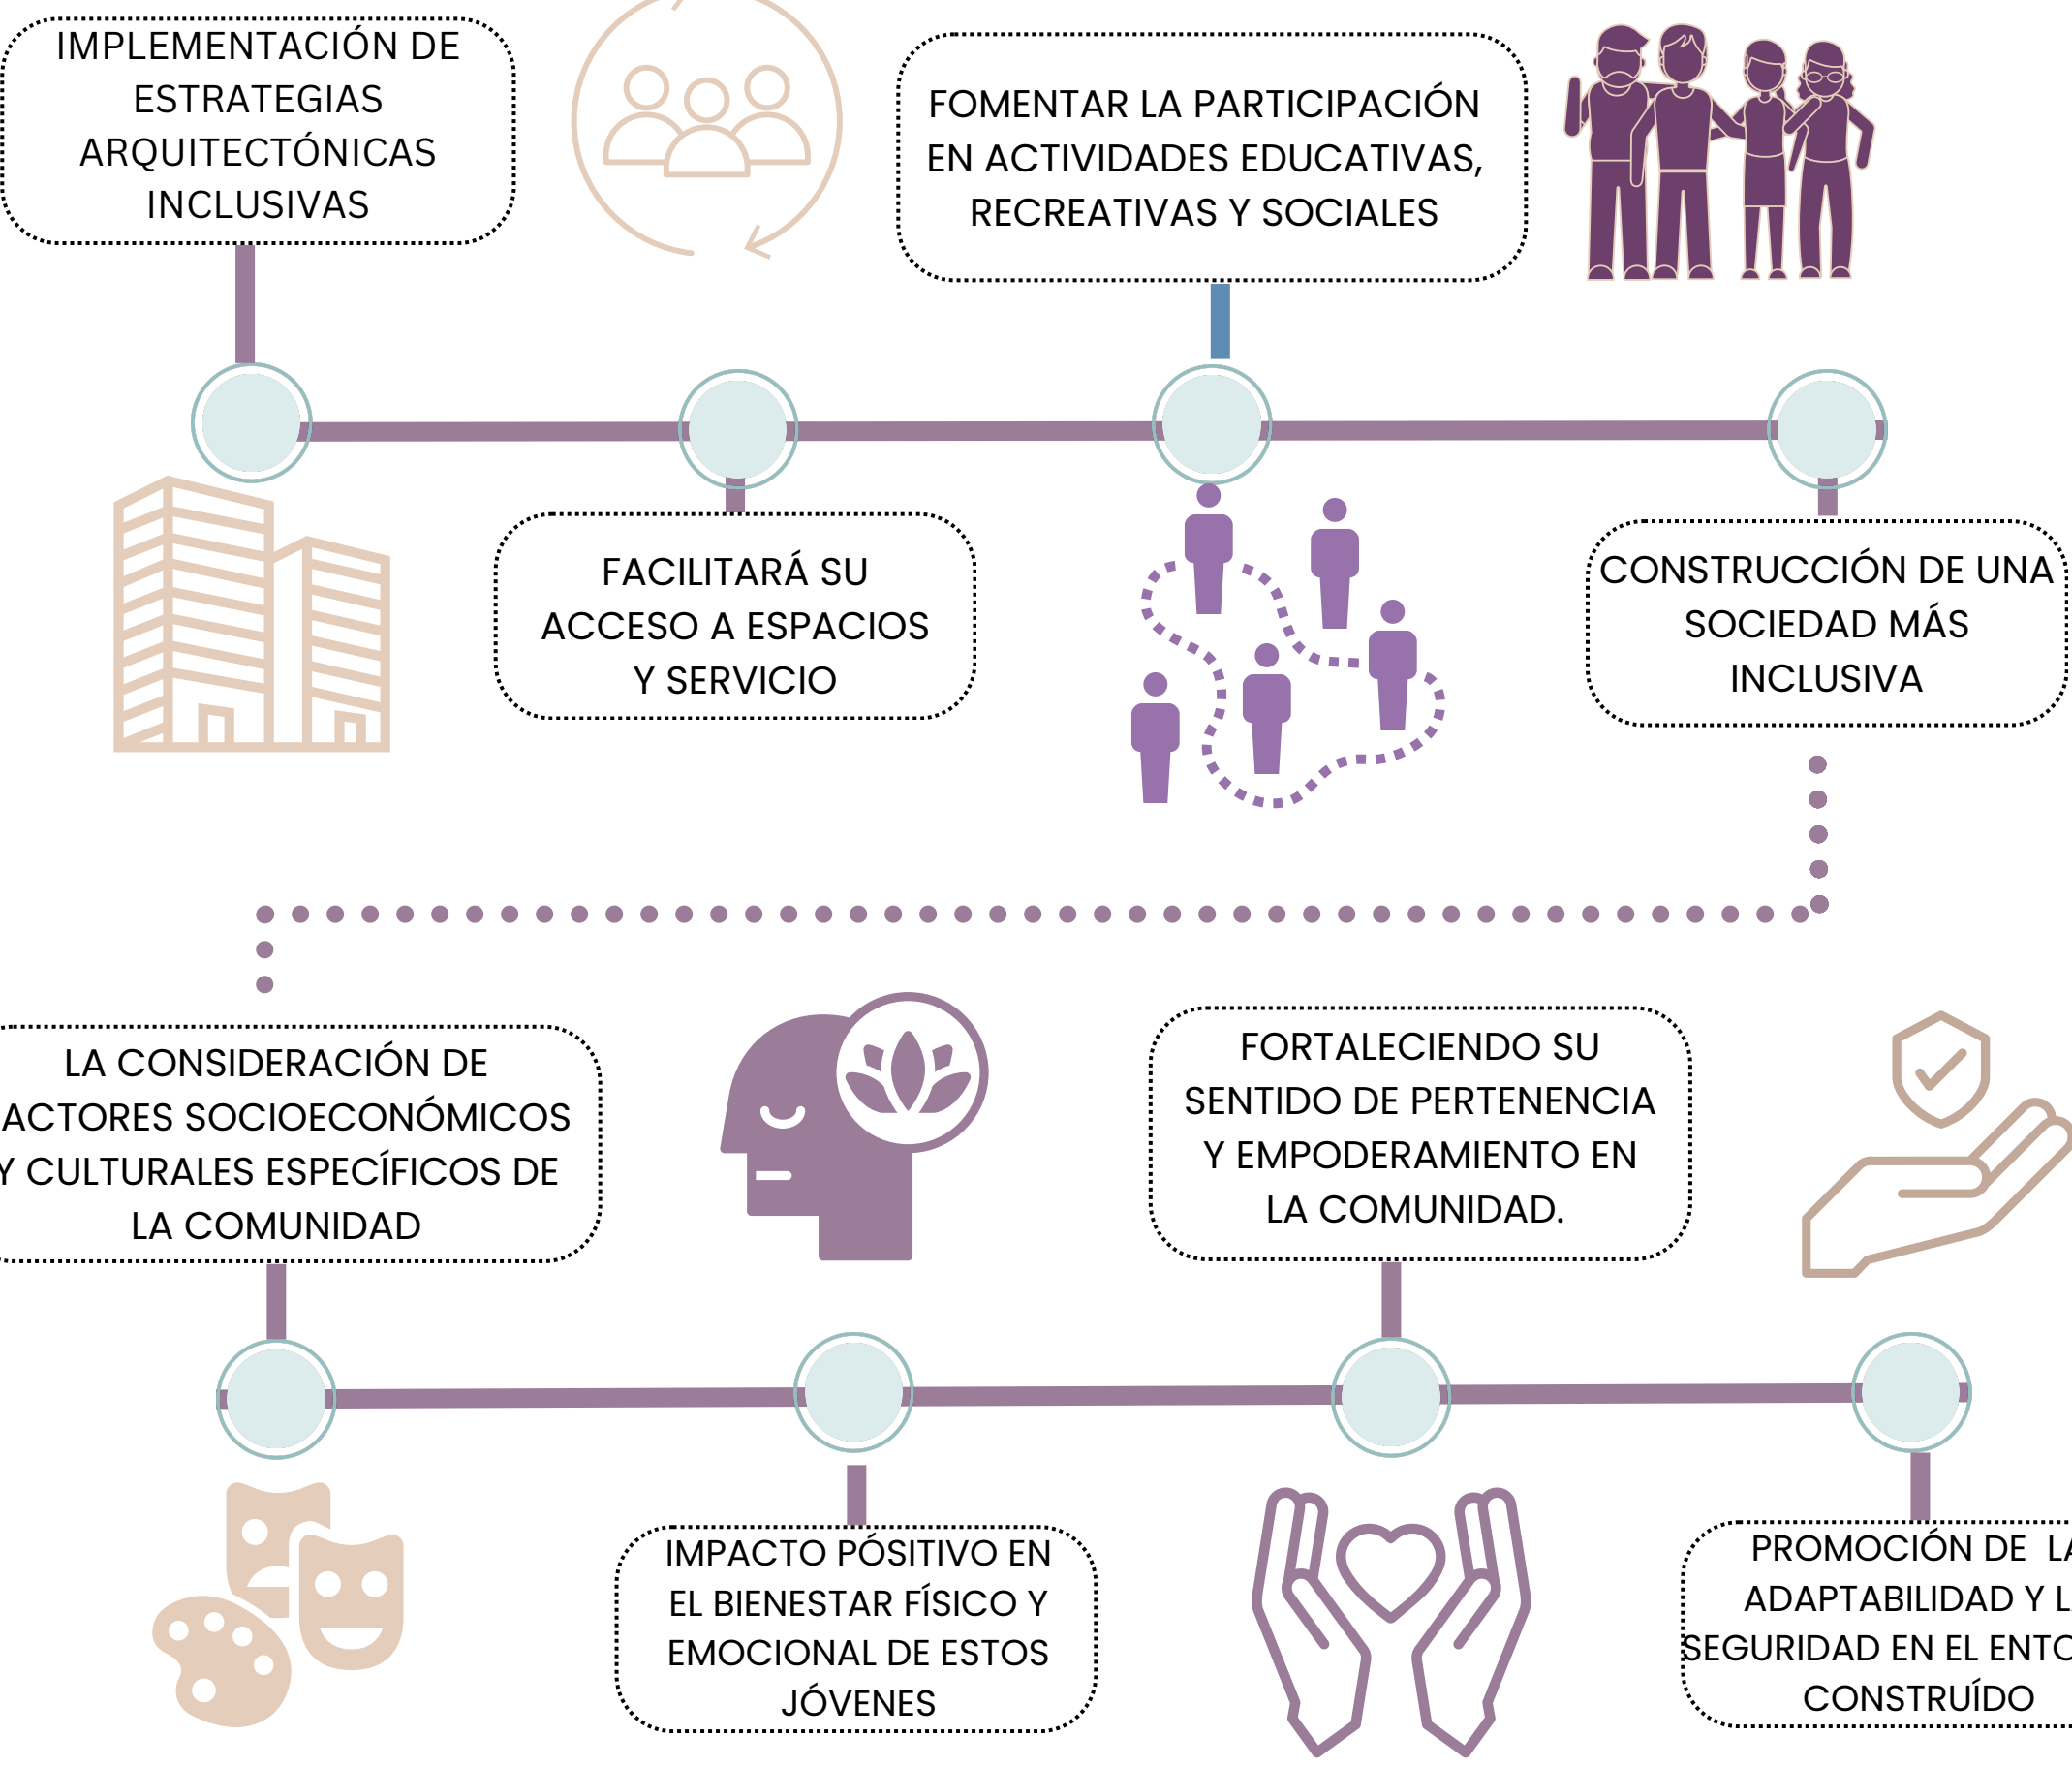 IMPLEMENTACIÓN DE
ESTRATEGIAS
ARQUITECTÓNICAS
INCLUSIVAS
FACILITARÁ SU
ACCESO A ESPACIOS
Y SERVICIO
FOMENTAR LA PARTICIPACIÓN
EN ACTIVIDADES EDUCATIVAS,
RECREATIVAS Y SOCIALES
CONSTRUCCIÓN DE UNA
SOCIEDAD MÁS
INCLUSIVA
LA CONSIDERACIÓN DE
ACTORES SOCIOECONÓMICOS
Y CULTURALES ESPECÍFICOS DE
LA COMUNIDAD
IMPACTO PÓSITIVO EN
EL BIENESTAR FÍSICO Y
EMOCIONAL DE ESTOS
JÓVENES
FORTALECIENDO SU
SENTIDO DE PERTENENCIA
Y EMPODERAMIENTO EN
LA COMUNIDAD.
PROMOCIÓN DE LA
ADAPTABILIDAD Y L
SEGURIDAD EN EL ENTO
CONSTRUÍDO